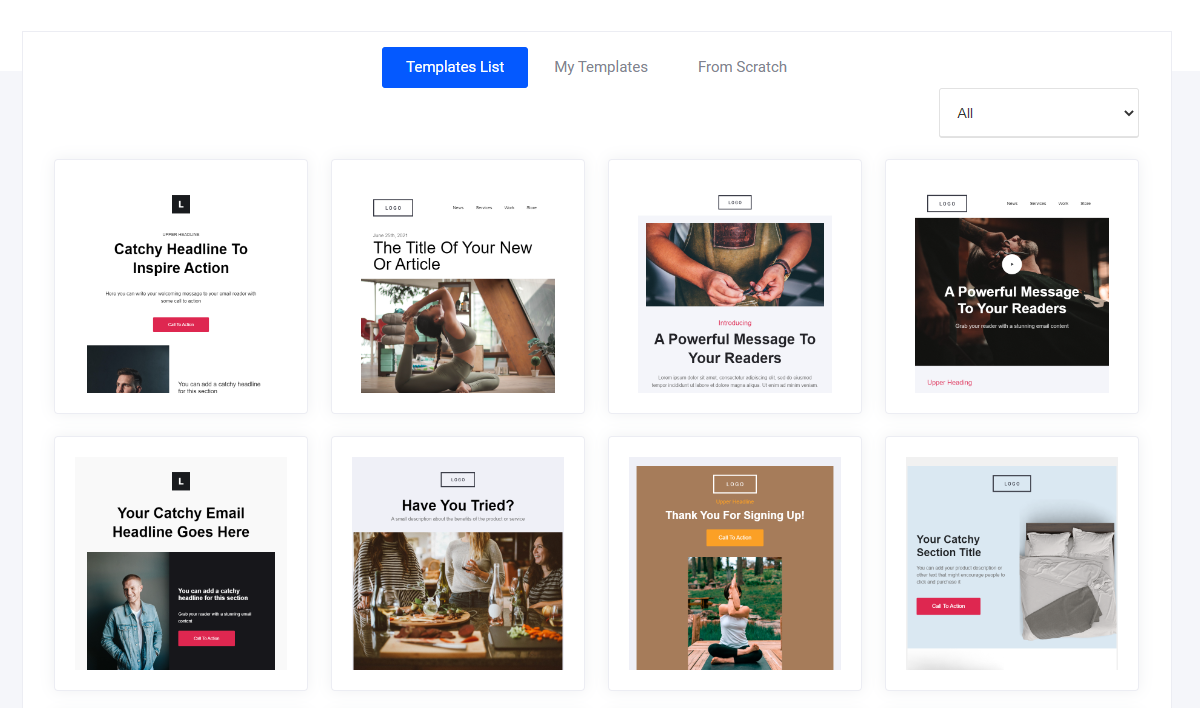 Templates List
My Templates
From Scratch
All
L
UPPER HEADLINE
Catchy Headline To
Inspire Action
Here you can write your welcoming message to your email reader with
some call to action
Call To Action
You can add a catchy headline
for this section
LOGO
News Services Work Store
June 25th, 2021
The Title Of Your New
Or Article
LOGO
Introducing
A Powerful Message To
Your Readers
Lorem ipsum dolor sit amet, consectetur adipiscing elit, sed do eiusmod
tempor incididunt ut labore et dolore magna aliqua. Ut enim ad minim veniam
LOGO
News Services Work Store
A Powerful Message
To Your Readers
Grab your reader with a stunning email content
Upper Heading
L
Your Catchy Email
Headline Goes Here
You can add a catchy
headline for this section
Grab your reader with a stunning email
content
Call To Action
LOGO
Have You Tried?
A small description about the benefits of the product or service
LOGO
Upper Headline
Thank You For Signing Up!
Call To Action
LOGO
Your Catchy
Section Title
You can add your product description or
other text that might encourage people to
click and purchase it
Call To Action